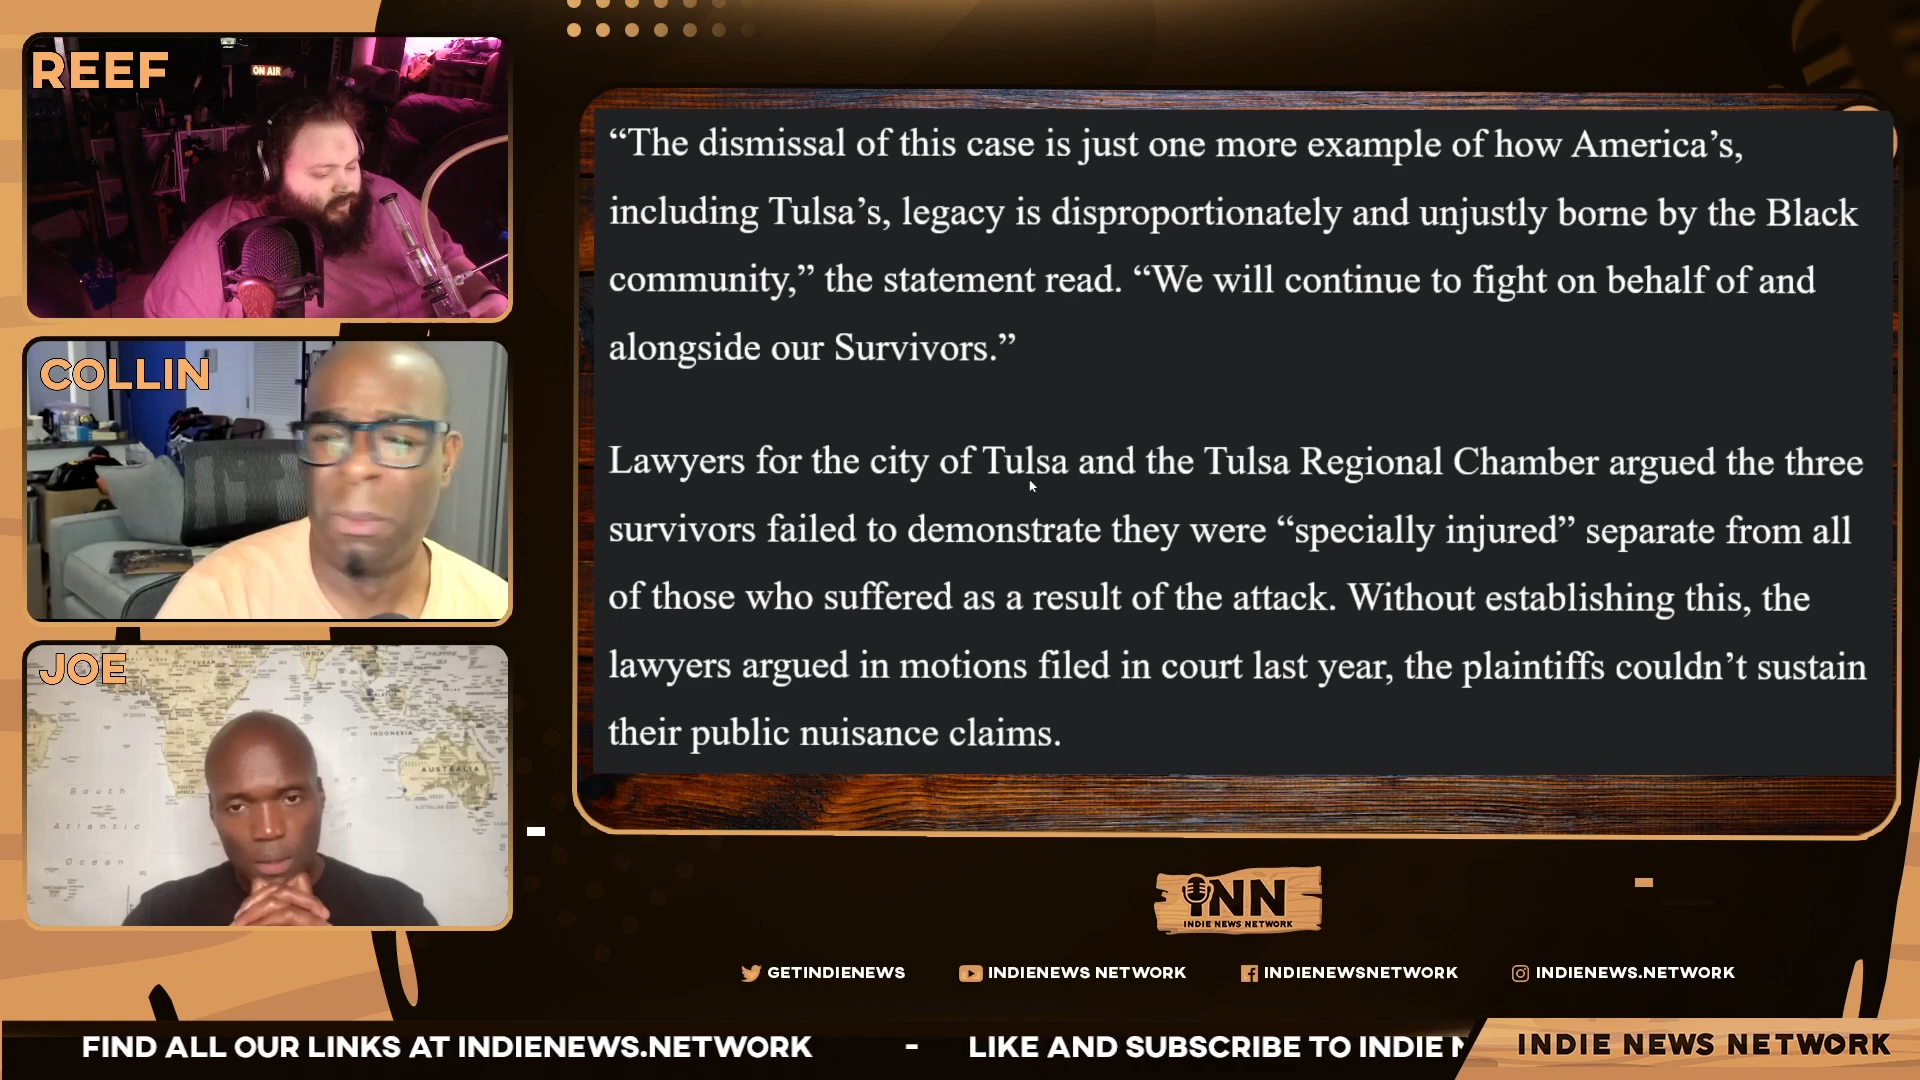 REEF
ON AIR
COLLIN
JOE
INDIA
INDONESIA
AUSTRALIA
South
Atlantic
Ocean
“The dismissal of this case is just one more example of how America’s,
including Tulsa’s, legacy is disproportionately and unjustly borne by the Black
community,” the statement read. “We will continue to fight on behalf of and
alongside our Survivors.”
Lawyers for the city of Tulsa and the Tulsa Regional Chamber argued the three
survivors failed to demonstrate they were “specially injured” separate from all
of those who suffered as a result of the attack. Without establishing this, the
lawyers argued in motions filed in court last year, the plaintiffs couldn’t sustain
their public nuisance claims.
INN
INDIE NEWS NETWORK
GETINDIENEWS
INDIENEWS NETWORK
INDIENEWSNETWORK
INDIENEWS.NETWORK
FIND ALL OUR LINKS AT INDIENEWS.NETWORK - LIKE AND SUBSCRIBE TO INDIE
INDIE NEWS NETWORK